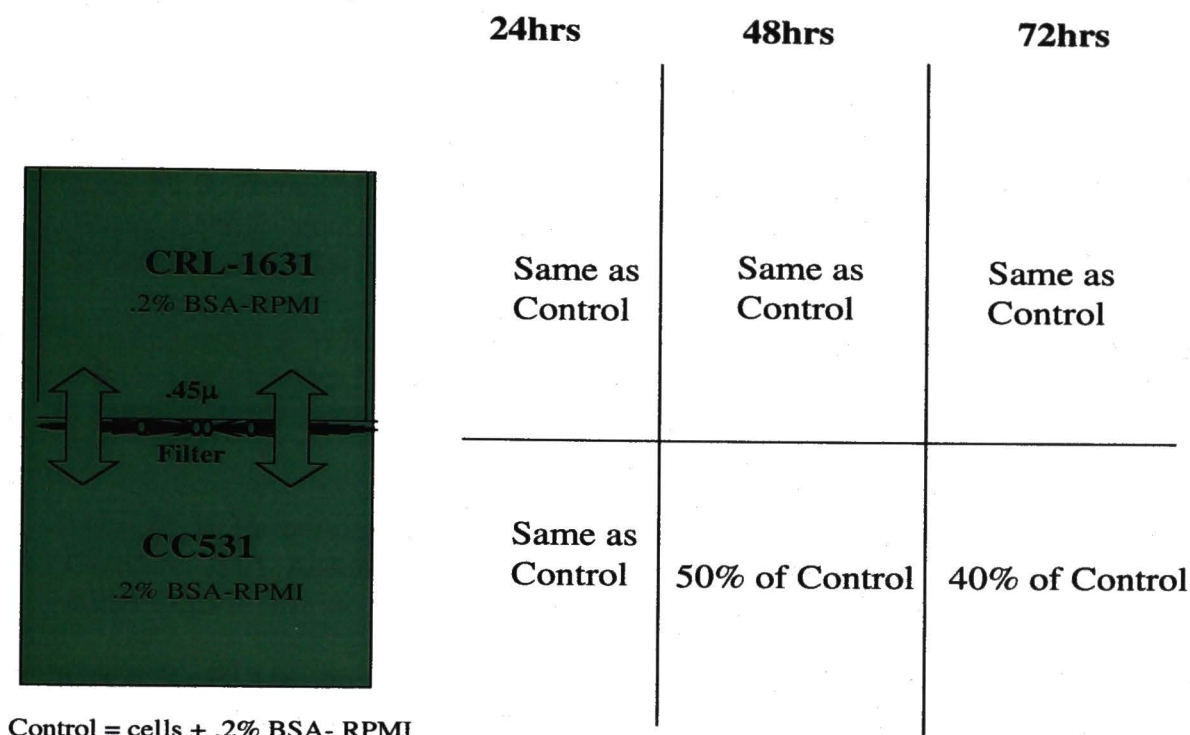 24hrs 48hrs 72hrs
CRL-1631
.2% BSA-RPMI
.45μ
Filter
CC531
.2% BSA-RPMI
Same as
Control
Same as
Control
Same as
Control
Same as
Control
50% of Control
40% of Control
Control = cells + .2% BSA- RPMI